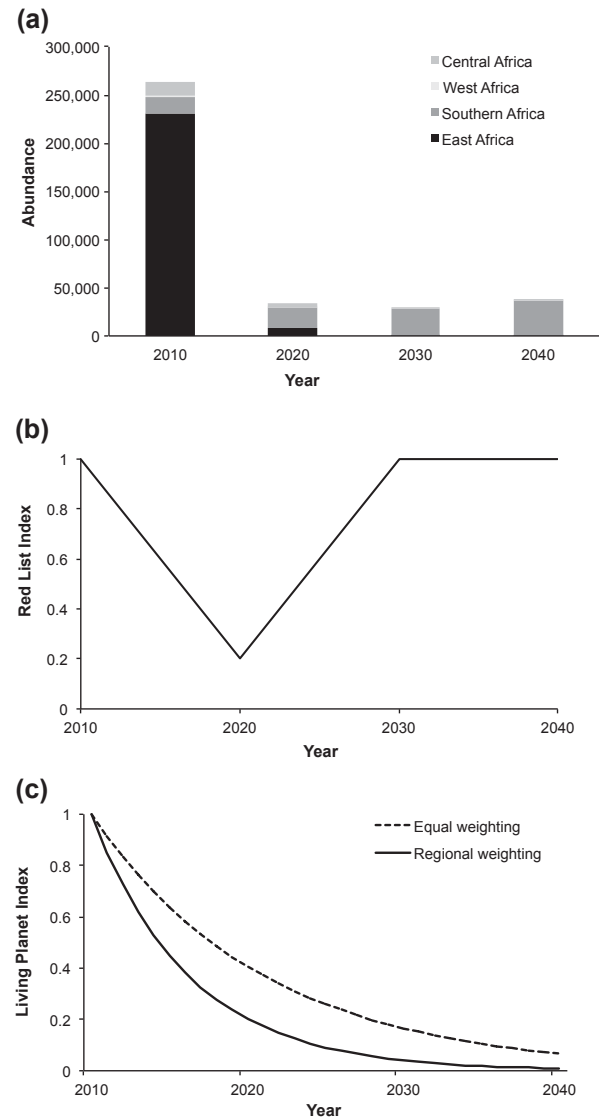 (a)
300,000
250,000
200,000
150,000
100,000
50,000
0
Abundance
Central Africa
West Africa
Southern Africa
East Africa
2010 2020 2030 2040
Year
(b)
1
0.8
0.6
0.4
0.2
0
Red List Index
2010 2020 2030 2040
Year
(c)
1
0.8
0.6
0.4
0.2
0
Living Planet Index
Equal weighting
Regional weighting
2010 2020 2030 2040
Year